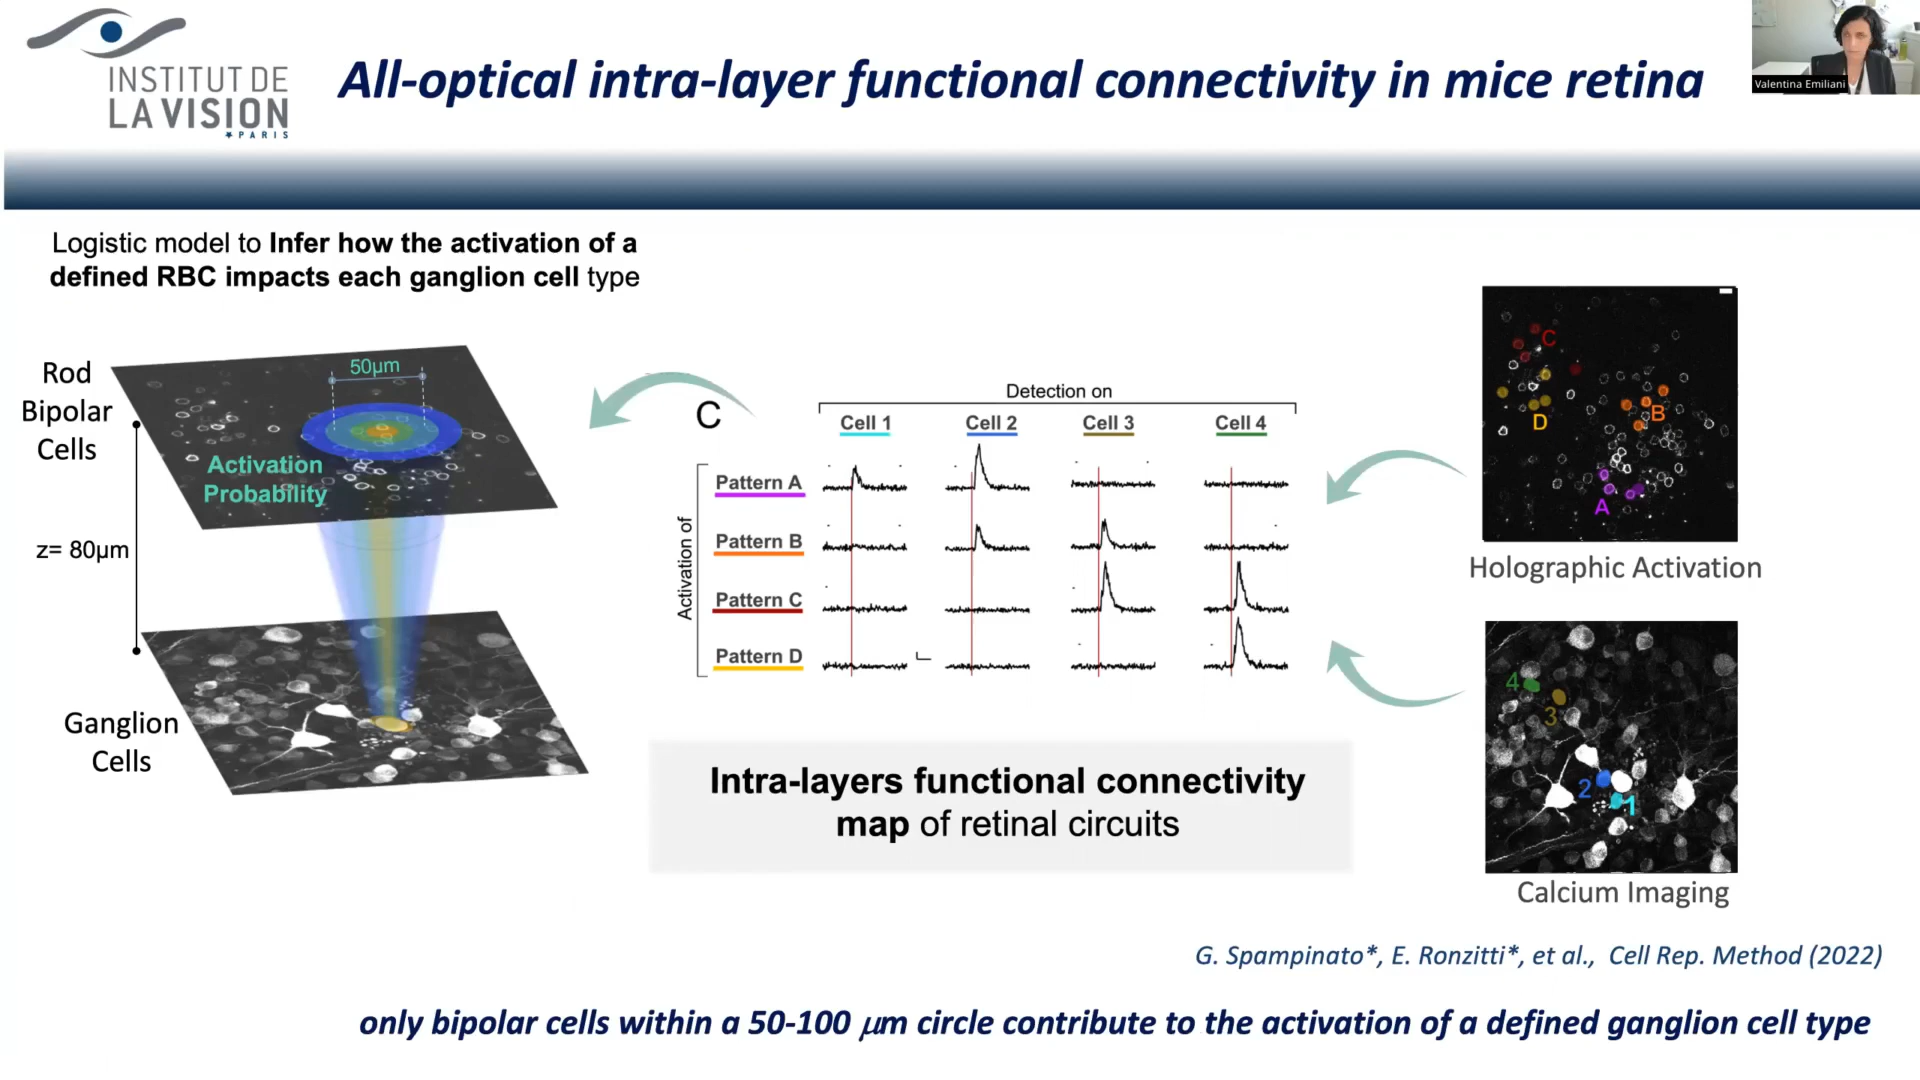 INSTITUT DE
LA VISION
PARIS
All-optical intra-layer functional connectivity in mice retina
Valentina Emiliani
Logistic model to Infer how the activation of a
defined RBC impacts each ganglion cell type
Rod
Bipolar
Cells
50µm
Activation
Probability
z= 80µm
Ganglion
Cells
C
Detection on
Cell 1
Cell 2
Cell 3
Cell 4
Activation of
Pattern A
Pattern B
Pattern C
Pattern D
Intra-layers functional connectivity
map of retinal circuits
C
D
B
A
Holographic Activation
4
3
2
1
Calcium Imaging
G. Spampinato*, E. Ronzitti*, et al., Cell Rep. Method (2022)
only bipolar cells within a 50-100 µm circle contribute to the activation of a defined ganglion cell type